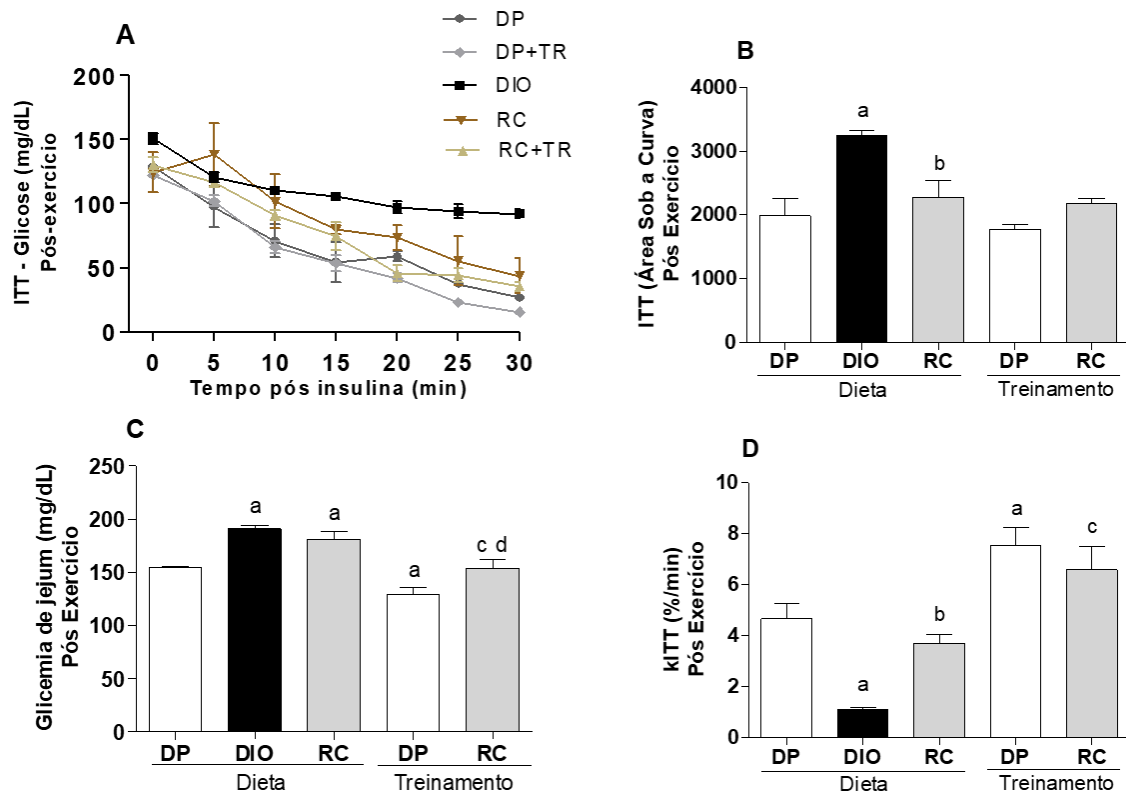 A
DP
DP+TR
DIO
RC
RC+TR
ITT - Glicose (mg/dL)
Pós-exercício
200
150
100
50
0
0 5 10 15 20 25 30
Tempo pós insulina (min)
B
ITT (Área Sob a Curva)
Pós Exercício
4000
3000
2000
1000
0
a
b
DP DIO RC DP RC
Dieta Treinamento
C
Glicemia de jejum (mg/dL)
Pós Exercício
250
200
150
100
50
0
a a a c d
DP DIO RC DP RC
Dieta Treinamento
D
kITT (%/min)
Pós Exercício
10
8
6
4
2
0
a
b
a
c
DP DIO RC DP RC
Dieta Treinamento